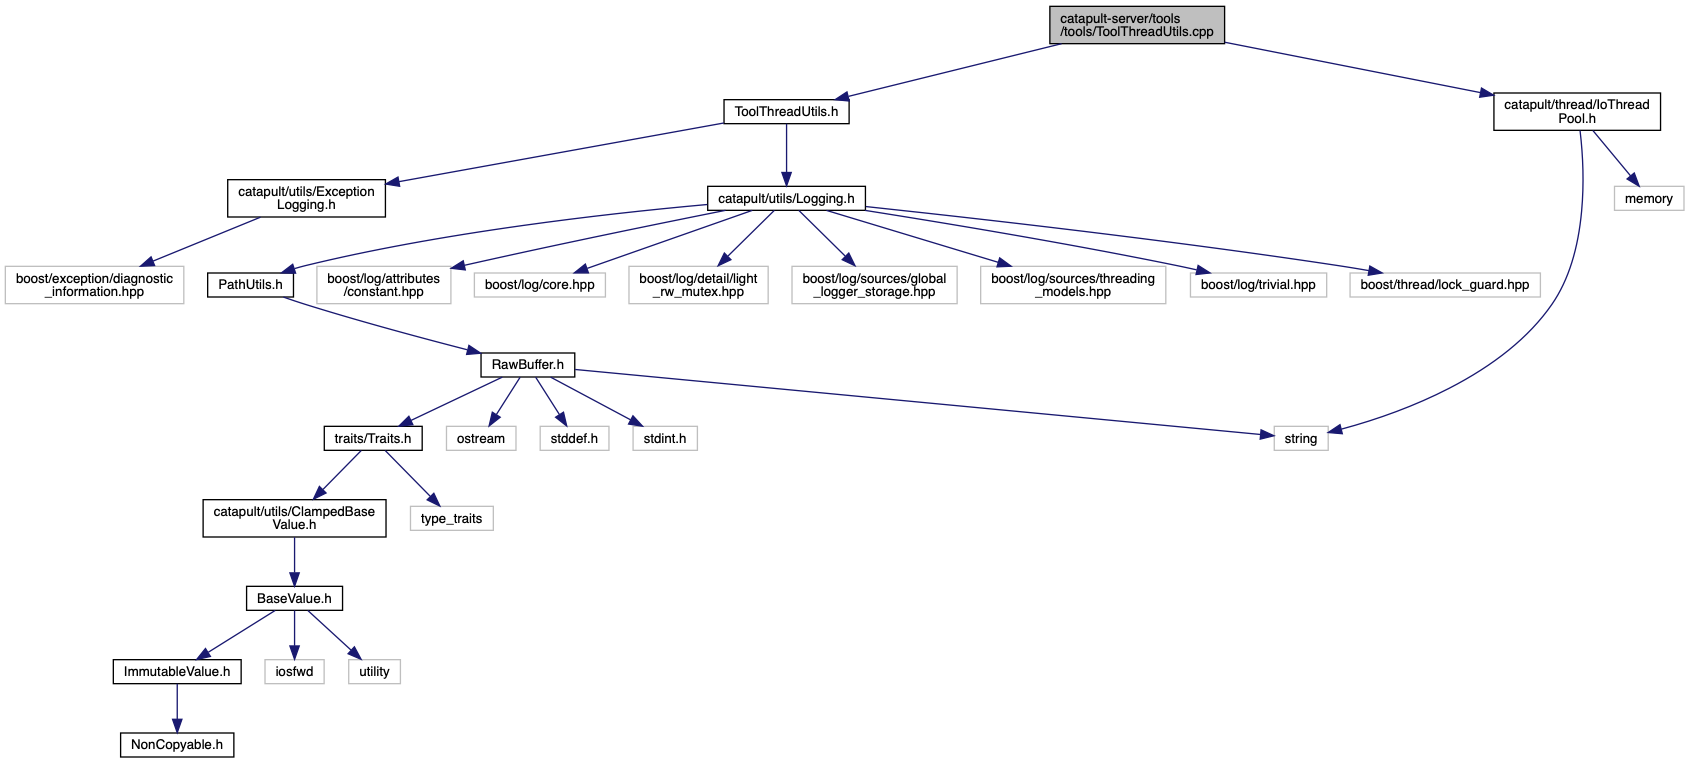 catapult-server/tools
/tools/ToolThreadUtils.cpp
ToolThreadUtils.h
catapult/thread/IoThread
Pool.h
catapult/utils/Exception
Logging.h
catapult/utils/Logging.h
memory
boost/exception/diagnostic
_information.hpp
PathUtils.h
boost/log/attributes
/constant.hpp
boost/log/core.hpp
boost/log/detail/light
_rw_mutex.hpp
boost/log/sources/global
_logger_storage.hpp
boost/log/sources/threading
_models.hpp
boost/log/trivial.hpp
boost/thread/lock_guard.hpp
RawBuffer.h
traits/Traits.h
ostream
stddef.h
stdint.h
string
catapult/utils/ClampedBase
Value.h
type_traits
BaseValue.h
ImmutableValue.h
iosfwd
utility
NonCopyable.h